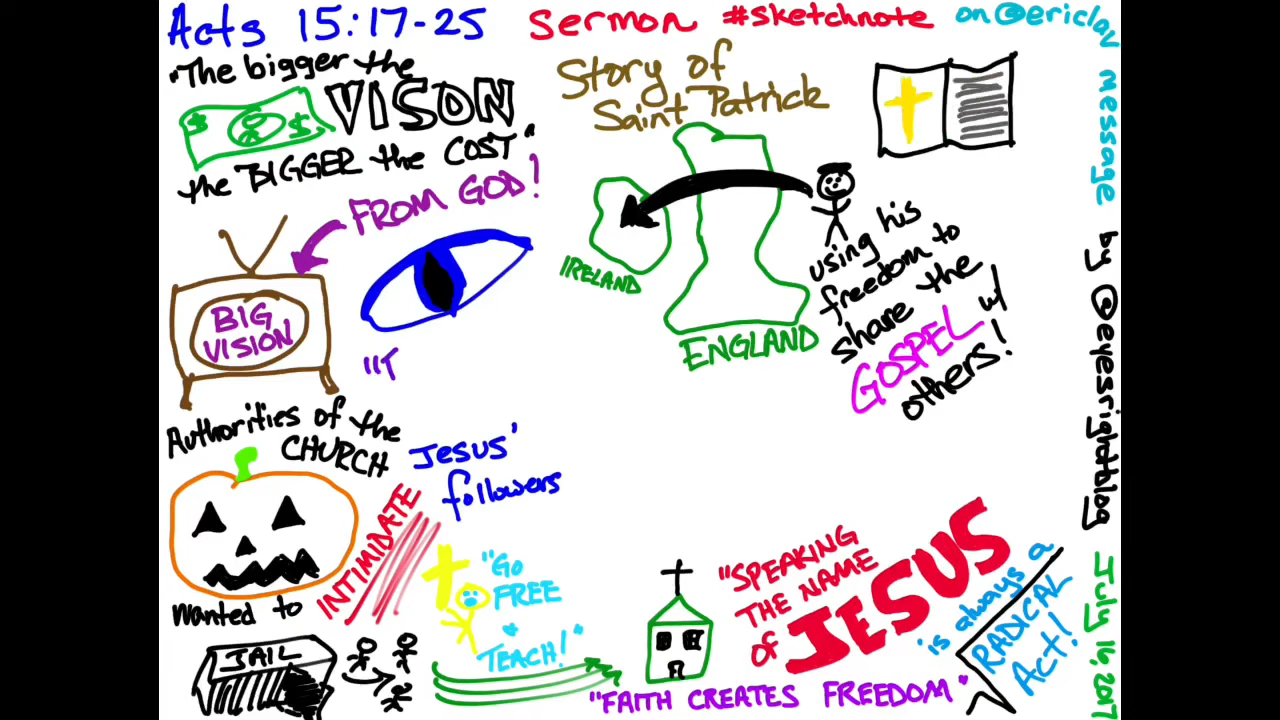 Acts 15:17-25
Sermon #sketchnote on @ericlav message by @eyesrightblog July 16, 2017
"The bigger the
$ $
VISON
the BIGGER the COST"
FROM GOD!
BIG
VISION
"IT
Story of
Saint Patrick
IRELAND
ENGLAND
using his
freedom to
share the
GOSPEL w/
others!
Authorities of the
CHURCH
Wanted to
INTIMIDATE
Jesus'
followers
JAIL
"GO
FREE
+
TEACH!"
"SPEAKING
THE NAME
of JESUS
is always a
RADICAL
ACT!
"FAITH CREATES FREEDOM"